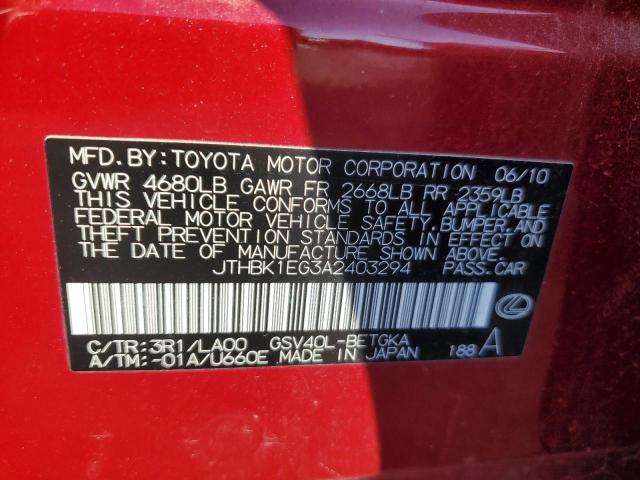 MFD. BY: TOYOTA MOTOR CORPORATION 06/10
GVWR 4680LB GAWR FR 2668LB RR 2359LB
THIS VEHICLE CONFORMS TO ALL APPLICABLE
FEDERAL MOTOR VEHICLE SAFETY, BUMPER, AND
THEFT PREVENTION STANDARDS IN EFFECT ON
THE DATE OF MANUFACTURE SHOWN ABOVE.
JTHBK1EG3A2403294 PASS. CAR
C/TR: 3R1/LA00 GSV40L-BETGKA
A/TM: -01A/U660E MADE IN JAPAN 188 A